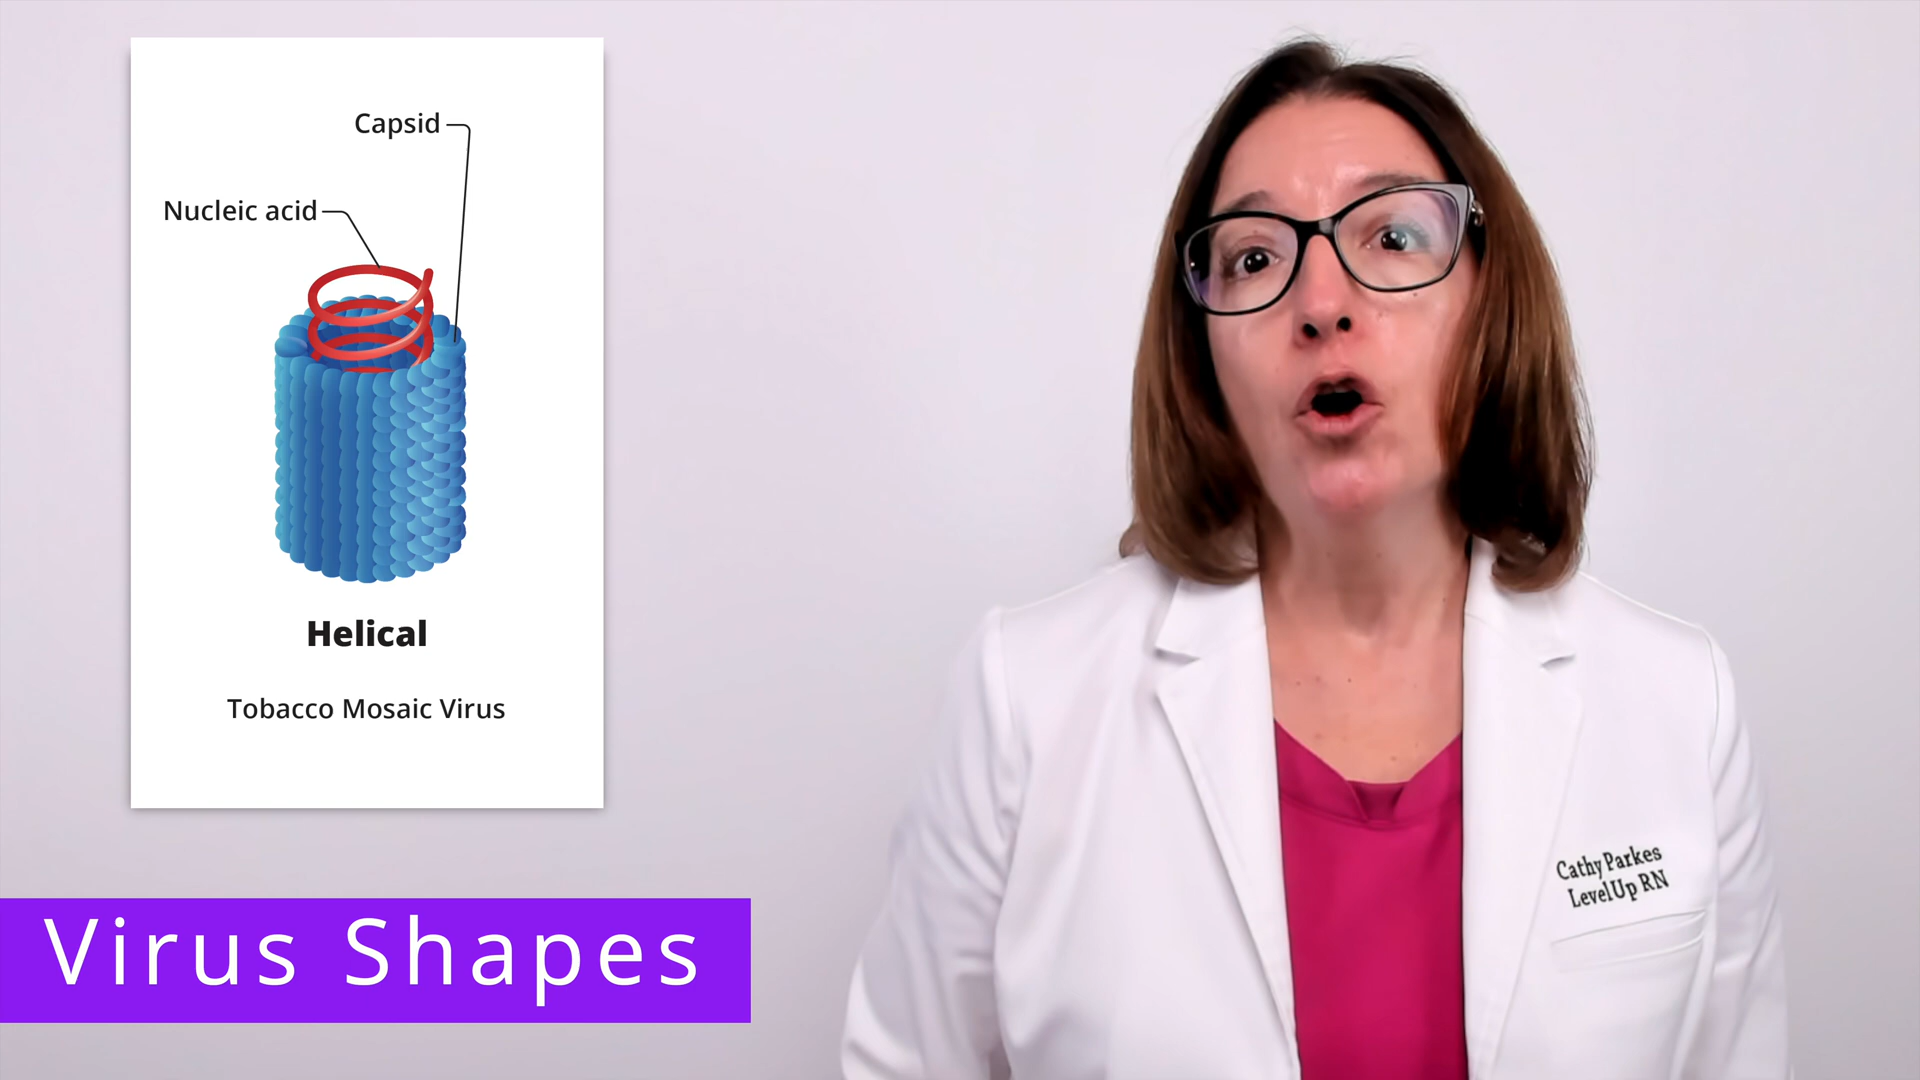 Capsid
Nucleic acid
Helical
Tobacco Mosaic Virus
Virus Shapes
Cathy Parkes
LevelUp RN